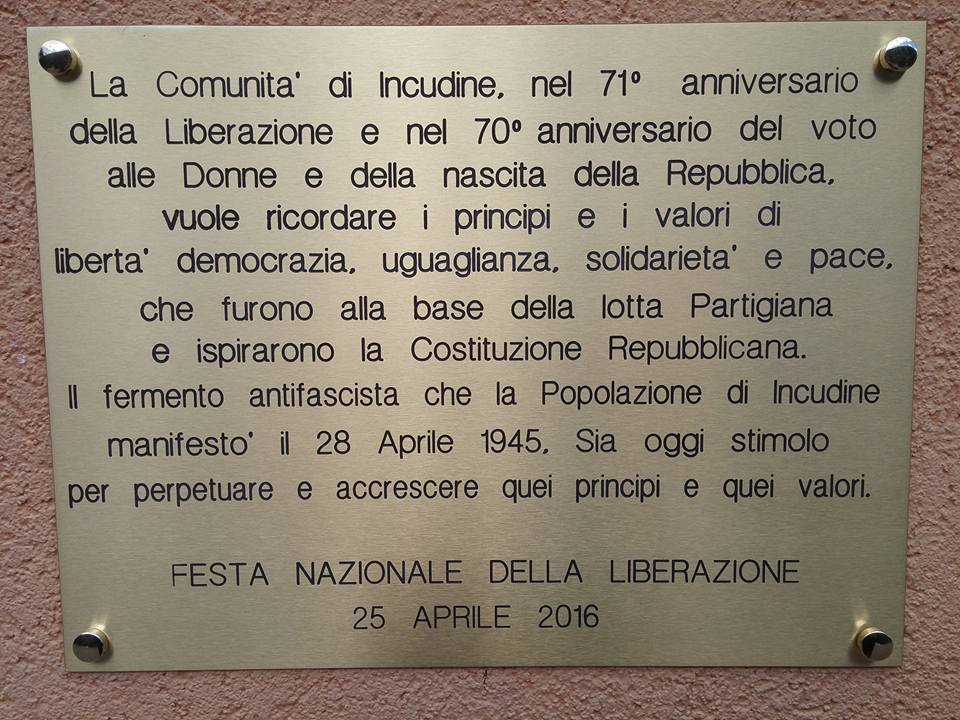 La Comunita' di Incudine, nel 71° anniversario
della Liberazione e nel 70° anniversario del voto
alle Donne e della nascita della Repubblica,
vuole ricordare i principi e i valori di
liberta' democrazia, uguaglianza, solidarieta' e pace,
che furono alla base della lotta Partigiana
e ispirarono la Costituzione Repubblicana.
Il fermento antifascista che la Popolazione di Incudine
manifesto' il 28 Aprile 1945, Sia oggi stimolo
per perpetuare e accrescere quei principi e quei valori.
FESTA NAZIONALE DELLA LIBERAZIONE
25 APRILE 2016